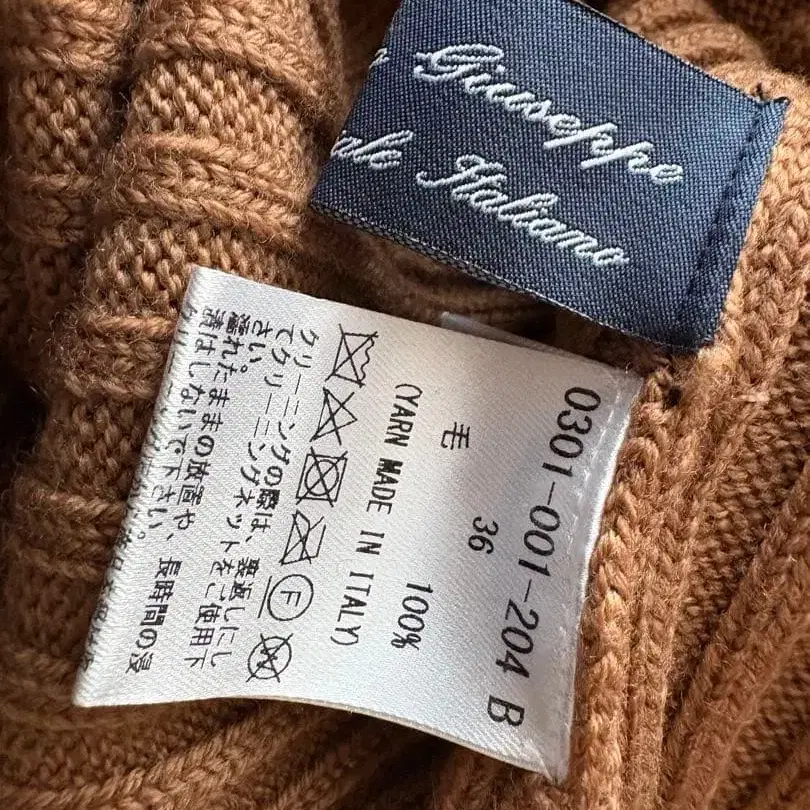 Giuseppe
ale Italiano
0301-001-204 B
36
毛 100%
(YARN MADE IN ITALY)
F
クリーニングの際は、裏返しにし
てクリーニングネットをご使用下
さい。
濡れたままの放置や、長時間の浸
漬はしないで下さい。